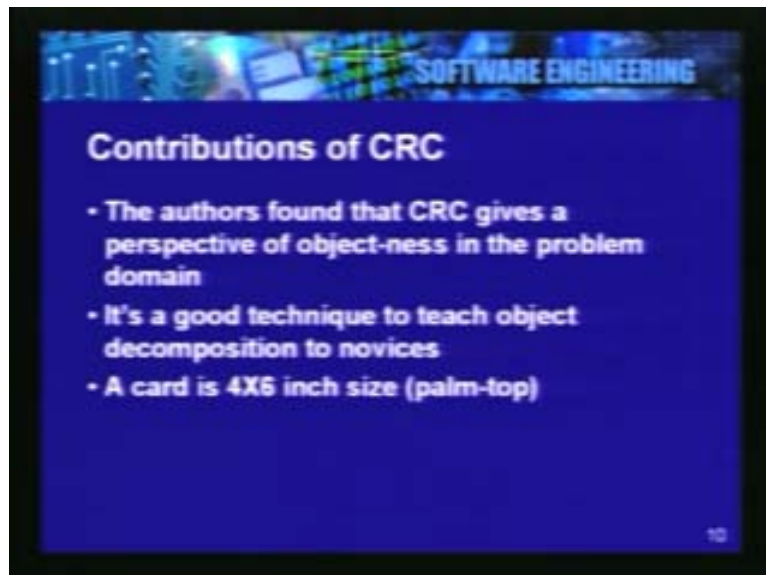 SOFTWARE ENGINEERING
Contributions of CRC
• The authors found that CRC gives a
perspective of object-ness in the problem
domain
• It's a good technique to teach object
decomposition to novices
• A card is 4X6 inch size (palm-top)
10